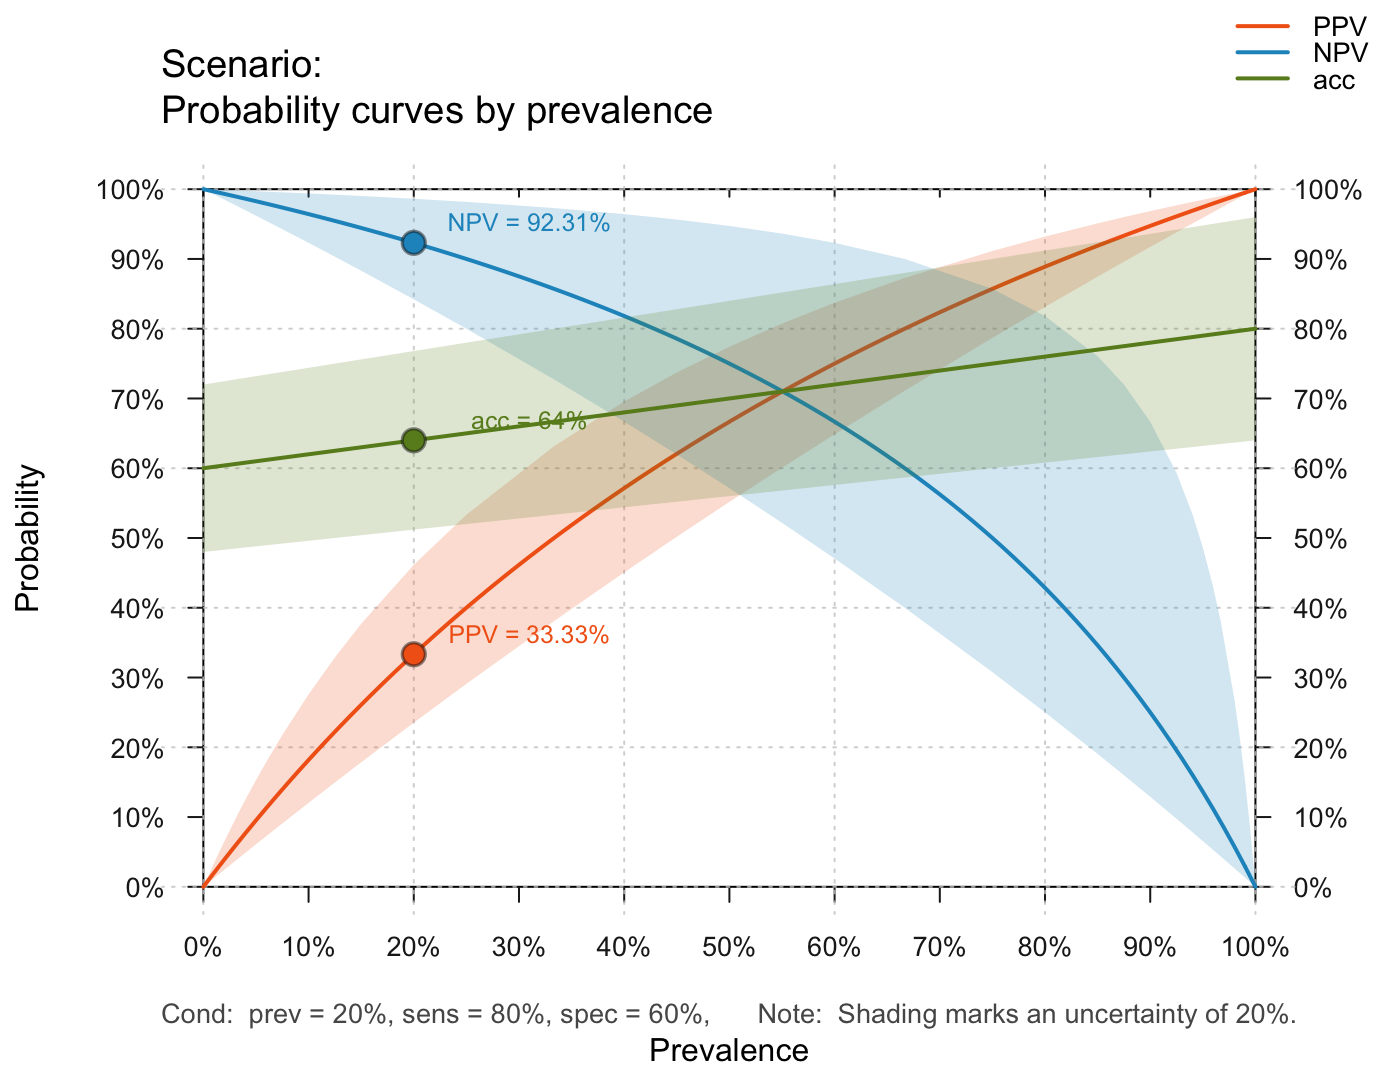 PPV
NPV
acc
Scenario:
Probability curves by prevalence
100%
90%
80%
70%
60%
50%
40%
30%
20%
10%
0%
Probability
NPV = 92.31%
acc = 64%
PPV = 33.33%
100%
90%
80%
70%
60%
50%
40%
30%
20%
10%
0%
0%
10%
20%
30%
40%
50%
60%
70%
80%
90%
100%
Cond:  prev = 20%, sens = 80%, spec = 60%,
Note:  Shading marks an uncertainty of 20%.
Prevalence